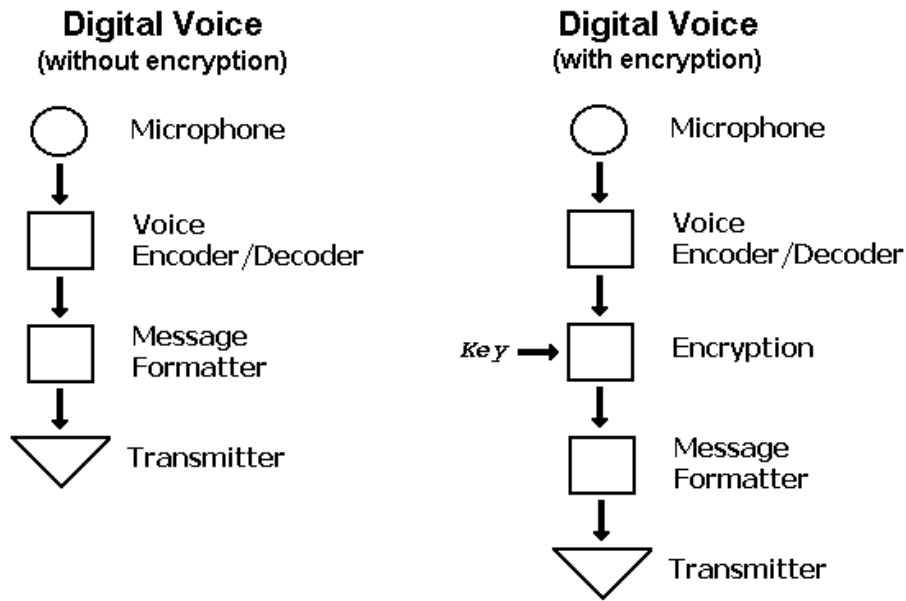 Digital Voice
(without encryption)
Microphone
Voice
Encoder/Decoder
Message
Formatter
Transmitter
Digital Voice
(with encryption)
Microphone
Voice
Encoder/Decoder
Key
Encryption
Message
Formatter
Transmitter